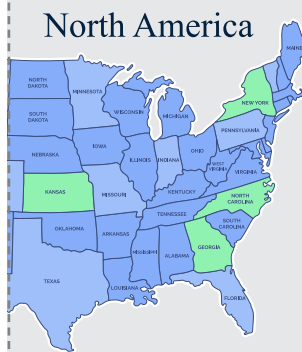 North America
MAINE
NORTH
DAKOTA
MINNESOTA
SOUTH
DAKOTA
WISCONSIN
MICHIGAN
NEW YORK
NEBRASKA
IOWA
PENNSYLVANIA
ILLINOIS
INDIANA
OHIO
WEST
VIRGINIA
VIRGINIA
KANSAS
MISSOURI
KENTUCKY
NORTH
CAROLINA
TENNESSEE
OKLAHOMA
ARKANSAS
SOUTH
CAROLINA
MISSISSIPPI
ALABAMA
GEORGIA
TEXAS
LOUISIANA
FLORIDA